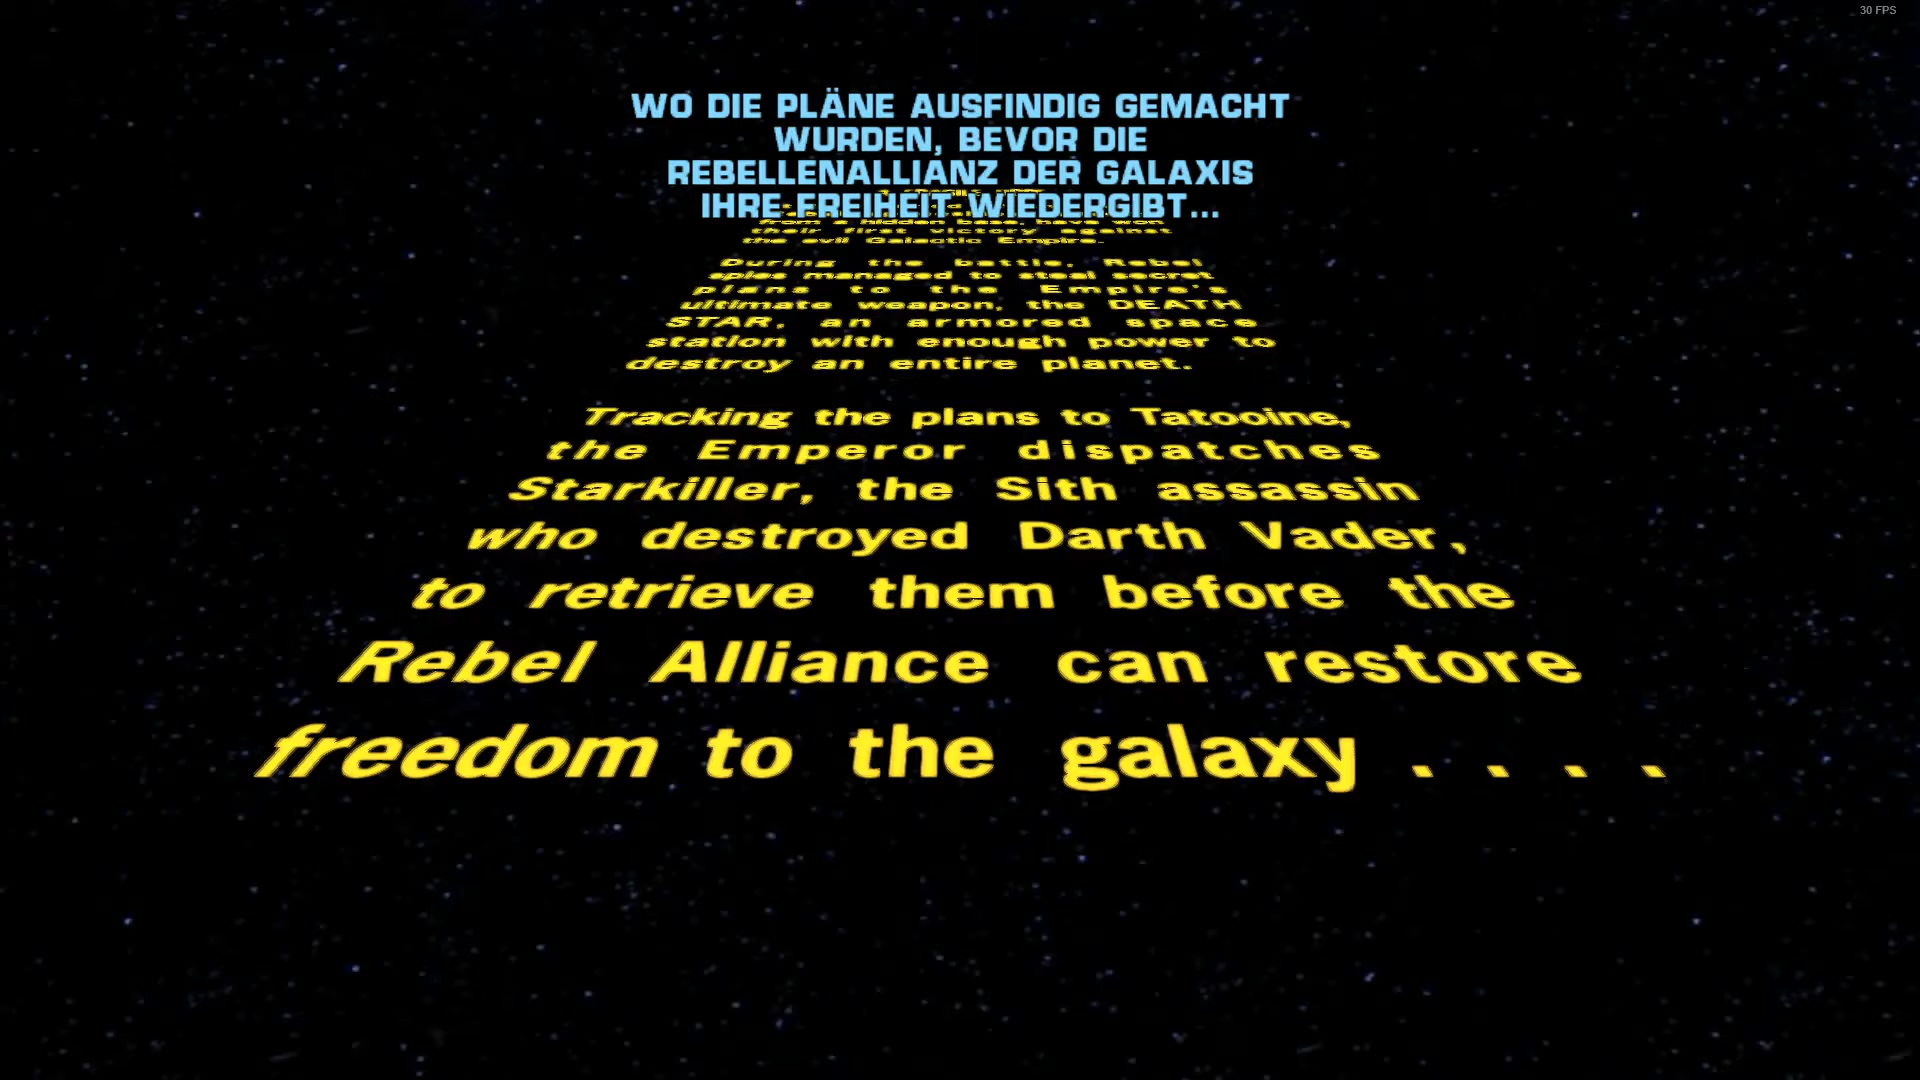 30 FPS
WO DIE PLÄNE AUSFINDIG GEMACHT
WURDEN, BEVOR DIE
REBELLENALLIANZ DER GALAXIS
IHRE FREIHEIT WIEDERGIBT...
from a hidden base, have won
their first victory against
the evil Galactic Empire.
During the battle, Rebel
spies managed to steal secret
plans to the Empire's
ultimate weapon, the DEATH
STAR, an armored space
station with enough power to
destroy an entire planet.
Tracking the plans to Tatooine,
the Emperor dispatches
Starkiller, the Sith assassin
who destroyed Darth Vader,
to retrieve them before the
Rebel Alliance can restore
freedom to the galaxy . . . .